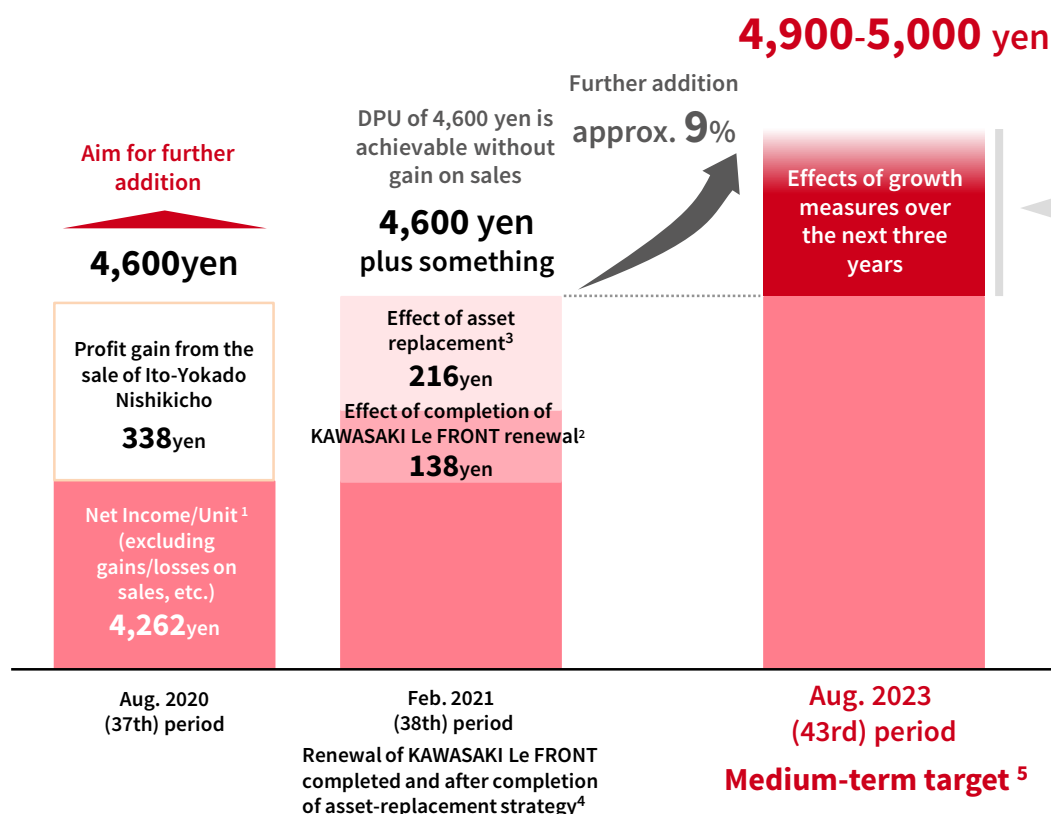 4,900-5,000 yen
Further addition
approx. 9%
DPU of 4,600 yen is
achievable without
gain on sales
4,600 yen
plus something
Aim for further
addition
4,600yen
Profit gain from the
sale of Ito-Yokado
Nishikicho
338yen
Net Income/Unit 1
(excluding
gains/losses on
sales, etc.)
4,262yen
Effect of asset
replacement3
216yen
Effect of completion of
KAWASAKI Le FRONT renewal2
138yen
Effects of growth
measures over
the next three
years
Aug. 2020
(37th) period
Feb. 2021
(38th) period
Renewal of KAWASAKI Le FRONT
completed and after completion
of asset-replacement strategy4
Aug. 2023
(43rd) period
Medium-term target 5